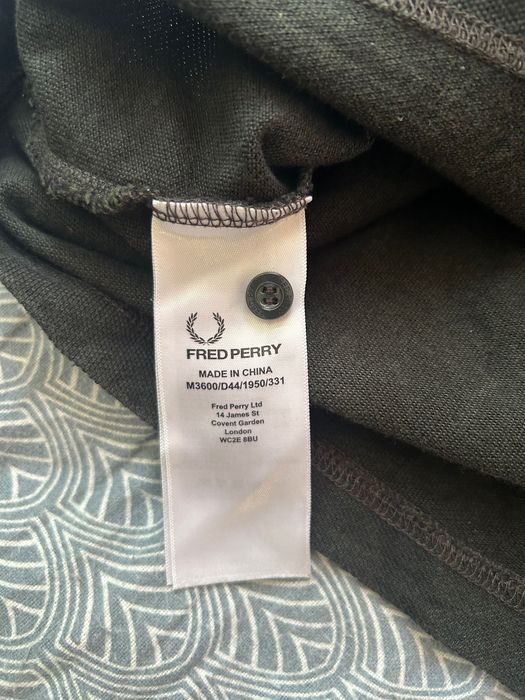 FRED PERRY
MADE IN CHINA
M3600/D44/1950/331
Fred Perry Ltd
14 James St
Covent Garden
London
WC2E 8BU